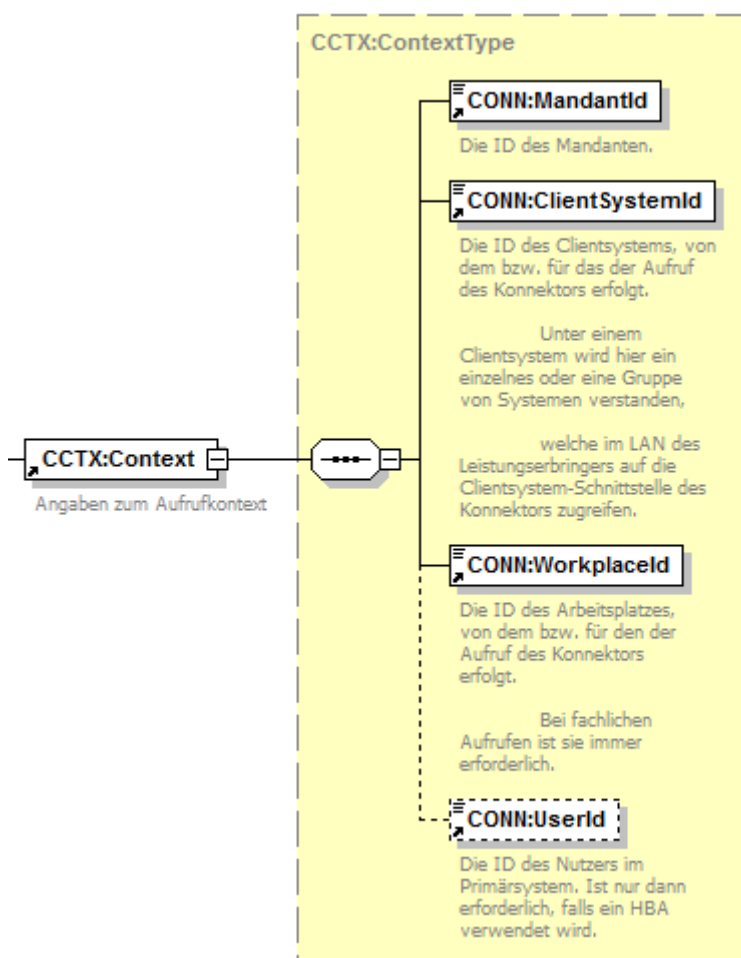 CCTX:ContextType
CONN:MandantId
Die ID des Mandanten.
CONN:ClientSystemId
Die ID des Clientsystems, von
dem bzw. für das der Aufruf
des Konnektors erfolgt.
Unter einem
Clientsystem wird hier ein
einzelnes oder eine Gruppe
von Systemen verstanden,
welche im LAN des
Leistungserbringers auf die
Clientsystem-Schnittstelle des
Konnektors zugreifen.
CCTX:Context
Angaben zum Aufrufkontext
CONN:WorkplaceId
Die ID des Arbeitsplatzes,
von dem bzw. für den der
Aufruf des Konnektors
erfolgt.
Bei fachlichen
Aufrufen ist sie immer
erforderlich.
CONN:UserId
Die ID des Nutzers im
Primärsystem. Ist nur dann
erforderlich, falls ein HBA
verwendet wird.